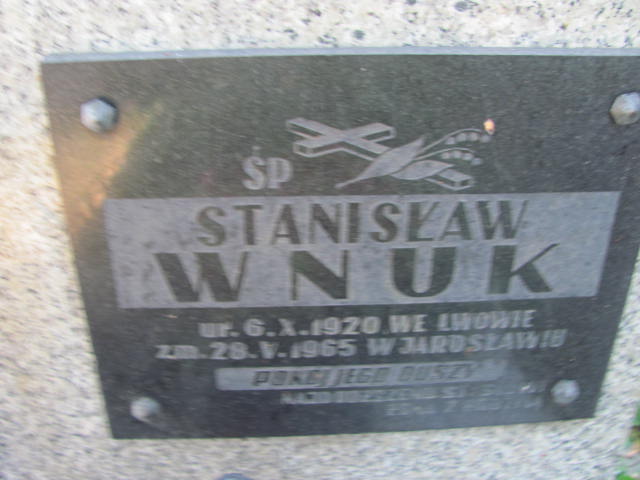 ŚP
STANISŁAW
WNUK
ur. 6.X.1920 WE LWOWIE
zm. 28.V.1965 W JAROSŁAWIU
POKÓJ JEGO DUSZY